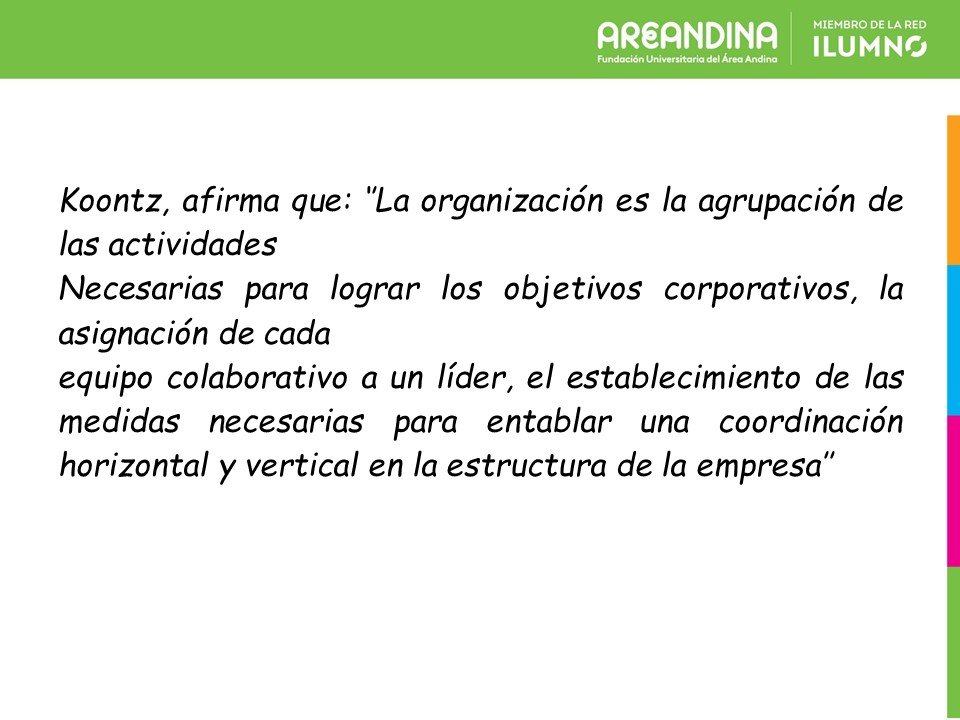 AREANDINA
Fundación Universitaria del Área Andina
MIEMBRO DE LA RED
ILUMNO
Koontz, afirma que: “La organización es la agrupación de
las actividades
Necesarias para lograr los objetivos corporativos, la
asignación de cada
equipo colaborativo a un líder, el establecimiento de las
medidas necesarias para entablar una coordinación
horizontal y vertical en la estructura de la empresa”